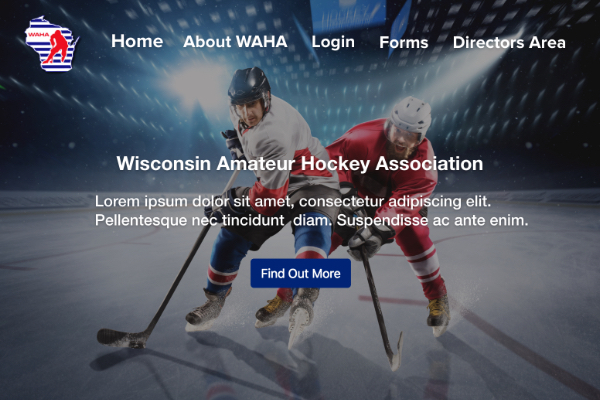 WAHA
Home About WAHA Login Forms Directors Area
HOCKEY
Wisconsin Amateur Hockey Association
Lorem ipsum dolor sit amet, consectetur adipiscing elit.
Pellentesque nec tincidunt diam. Suspendisse ac ante enim.
Find Out More